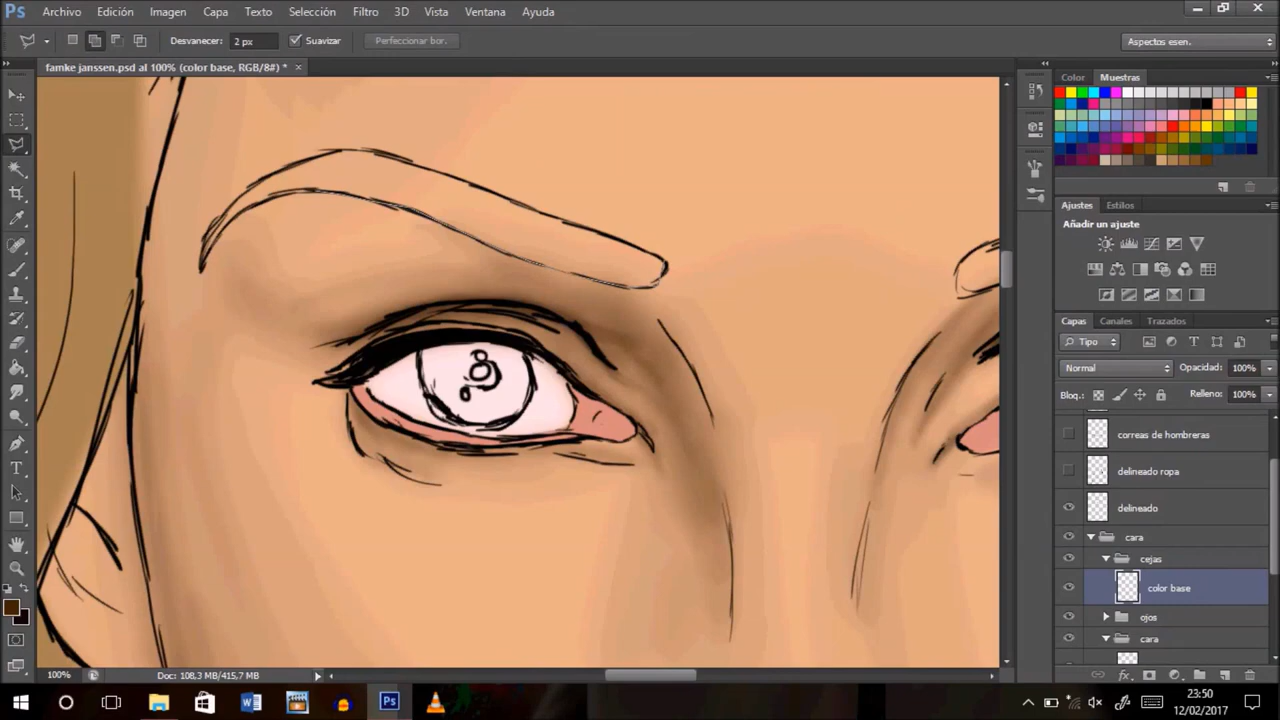 Ps Archivo Edición Imagen Capa Texto Selección Filtro 3D Vista Ventana Ayuda
Desvanecer: 2 px Suavizar Perfeccionar bor. Aspectos esen.
famke janssen.psd al 100% (color base, RGB/8#) *
Color Muestras
Ajustes Estilos
Añadir un ajuste
Capas Canales Trazados
Tipo
Normal Opacidad: 100%
Bloq.: Relleno: 100%
correas de hombreras
delineado ropa
delineado
cara
cejas
color base
ojos
cara
100% Doc: 108,3 MB/415,7 MB
23:50
12/02/2017